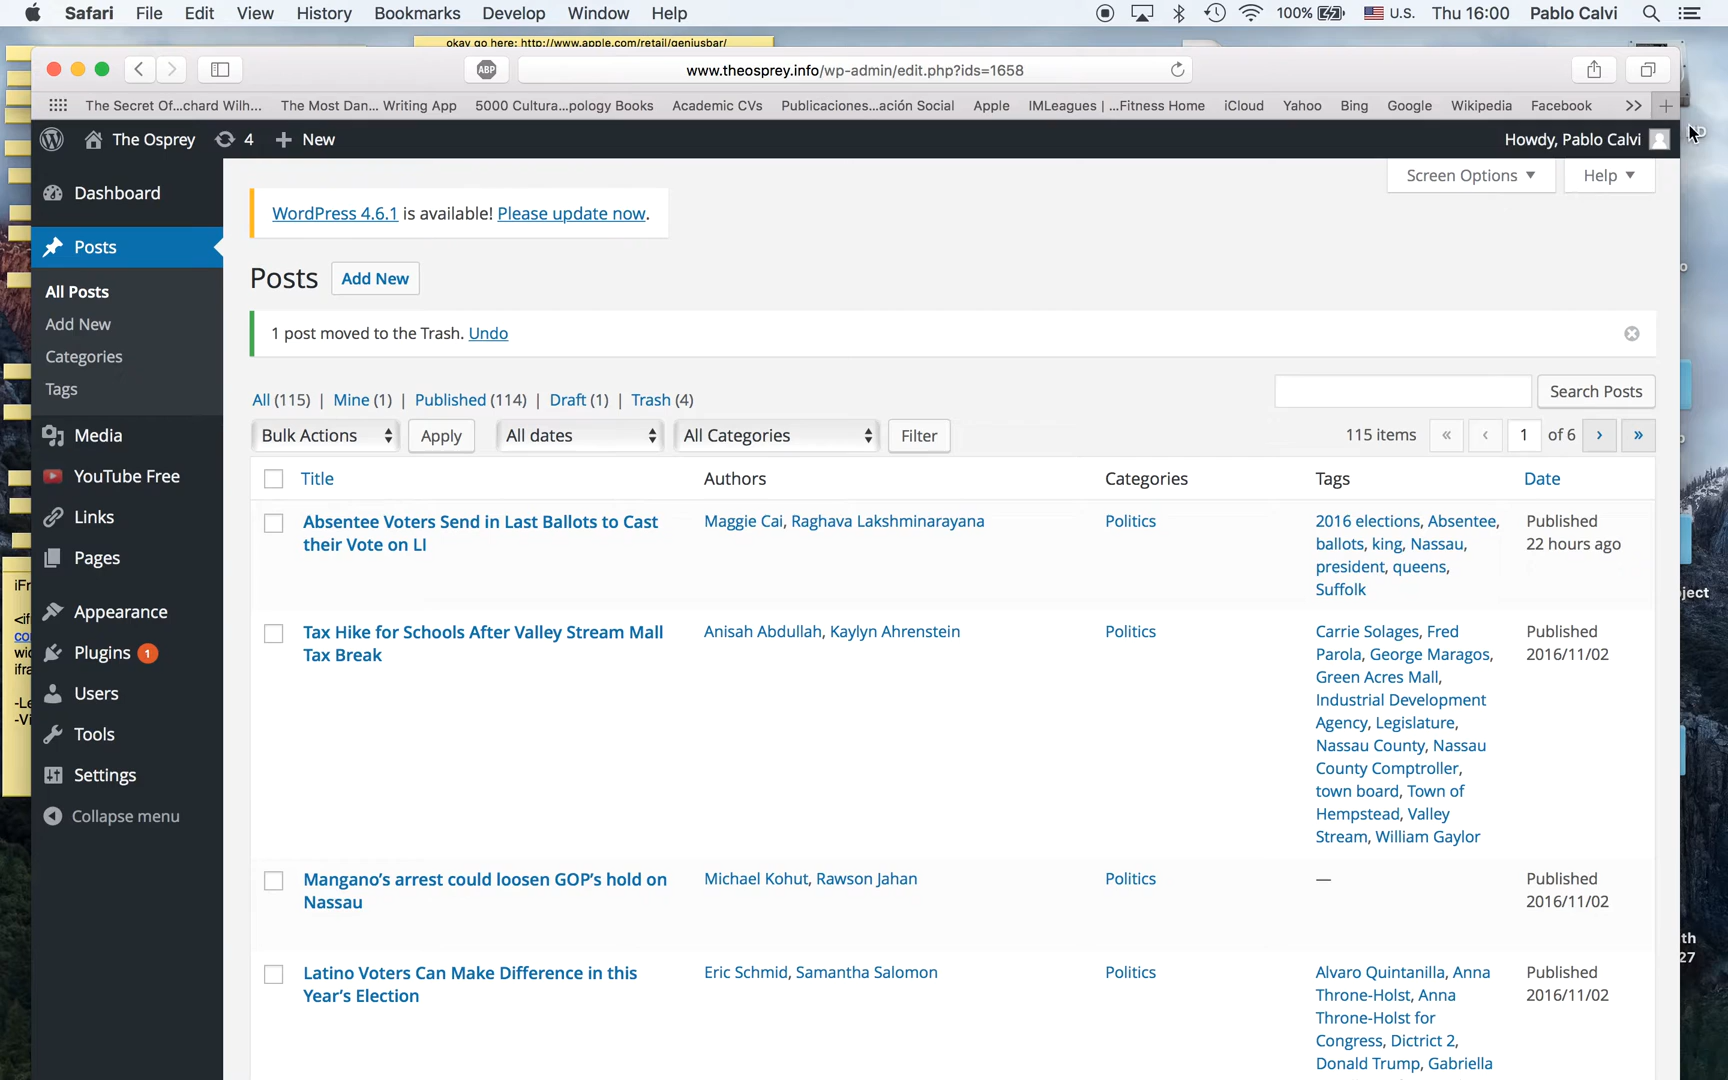 Safari File Edit View History Bookmarks Develop Window Help 100% U.S. Thu 16:00 Pablo Calvi
okay go here: http://www.apple.com/retail/geniusbar/
ABP www.theosprey.info/wp-admin/edit.php?ids=1658
The Secret Of...chard Wilh... The Most Dan... Writing App 5000 Cultura...pology Books Academic CVs Publicaciones...ación Social Apple IMLeagues | ...Fitness Home iCloud Yahoo Bing Google Wikipedia Facebook >> +
The Osprey 4 + New Howdy, Pablo Calvi
Screen Options ▼ Help ▼
Dashboard
Posts
All Posts
Add New
Categories
Tags
Media
YouTube Free
Links
Pages
Appearance
Plugins 1
Users
Tools
Settings
Collapse menu
WordPress 4.6.1 is available! Please update now.
Posts Add New
1 post moved to the Trash. Undo
All (115) | Mine (1) | Published (114) | Draft (1) | Trash (4)
Search Posts
Bulk Actions Apply All dates All Categories Filter 115 items « ‹ 1 of 6 › »
Title Authors Categories Tags Date
Absentee Voters Send in Last Ballots to Cast
their Vote on LI
Maggie Cai, Raghava Lakshminarayana
Politics
2016 elections, Absentee,
ballots, king, Nassau,
president, queens,
Suffolk
Published
22 hours ago
Tax Hike for Schools After Valley Stream Mall
Tax Break
Anisah Abdullah, Kaylyn Ahrenstein
Politics
Carrie Solages, Fred
Parola, George Maragos,
Green Acres Mall,
Industrial Development
Agency, Legislature,
Nassau County, Nassau
County Comptroller,
town board, Town of
Hempstead, Valley
Stream, William Gaylor
Published
2016/11/02
Mangano's arrest could loosen GOP's hold on
Nassau
Michael Kohut, Rawson Jahan
Politics
—
Published
2016/11/02
Latino Voters Can Make Difference in this
Year's Election
Eric Schmid, Samantha Salomon
Politics
Alvaro Quintanilla, Anna
Throne-Holst, Anna
Throne-Holst for
Congress, Dictrict 2,
Donald Trump, Gabriella
Published
2016/11/02